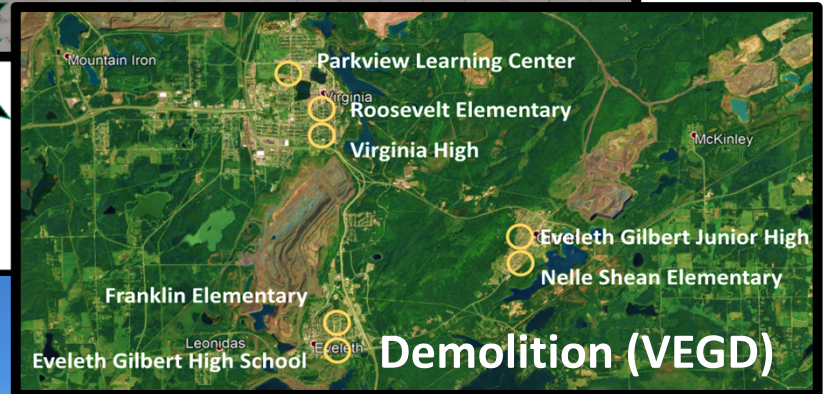 Mountain Iron
Parkview Learning Center
Virginia
Roosevelt Elementary
Virginia High
McKinley
Eveleth Gilbert Junior High
Nelle Shean Elementary
Franklin Elementary
Leonidas
Eveleth
Eveleth Gilbert High School
Demolition (VEGD)